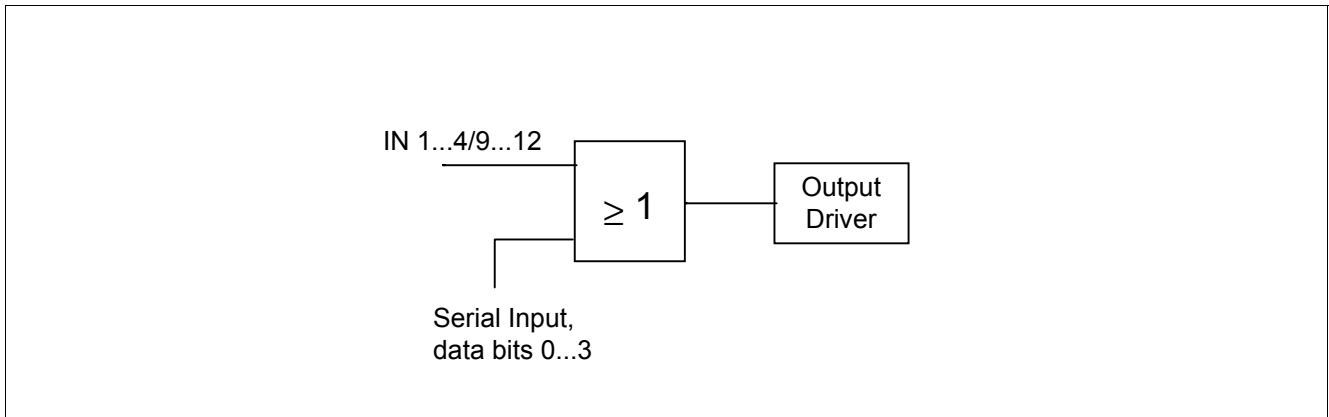 IN 1...4/9...12
≥ 1
Output
Driver
Serial Input,
data bits 0...3